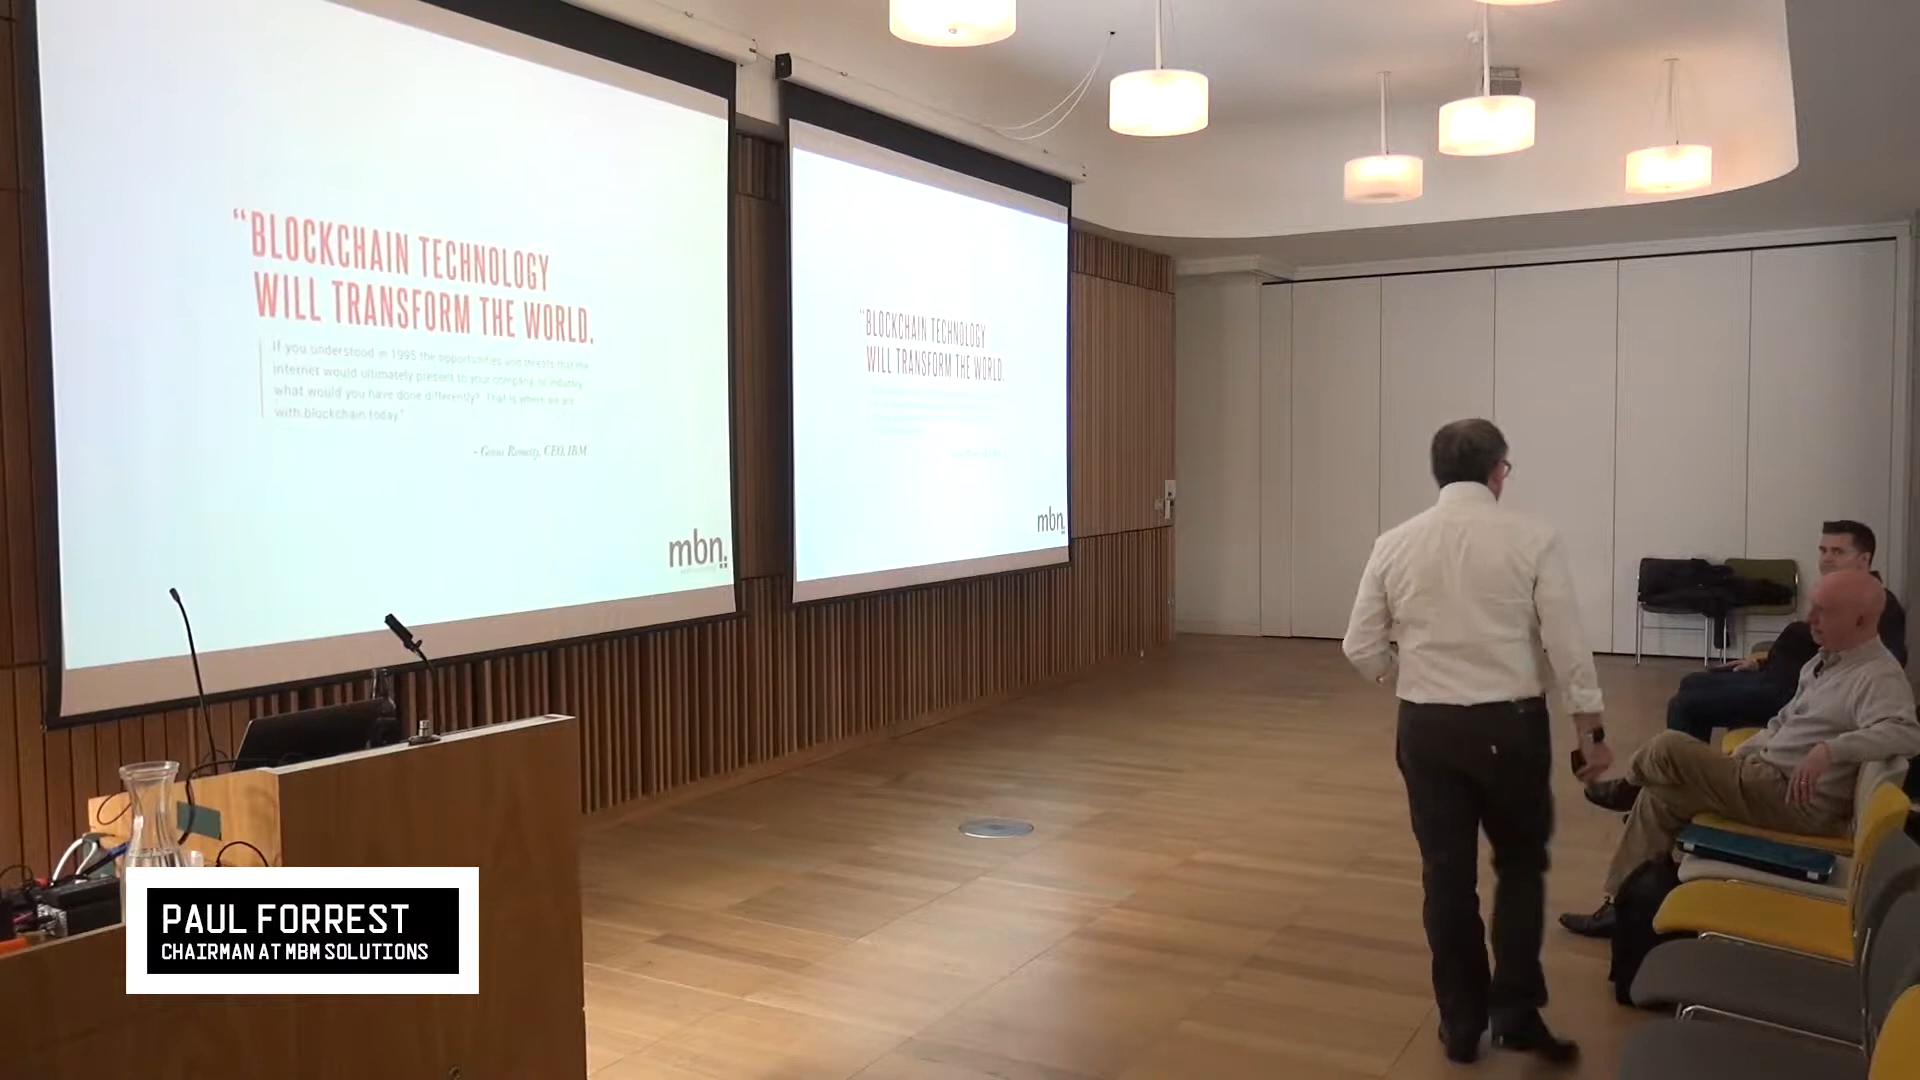 “BLOCKCHAIN TECHNOLOGY
WILL TRANSFORM THE WORLD.
If you understood in 1995 the opportunities and threats that the
internet would ultimately present to your company or industry,
what would you have done differently? That is where we are
with blockchain today.”
- Ginni Rometty, CEO, IBM
mbn
“BLOCKCHAIN TECHNOLOGY
WILL TRANSFORM THE WORLD.
mbn
PAUL FORREST
CHAIRMAN AT MBM SOLUTIONS